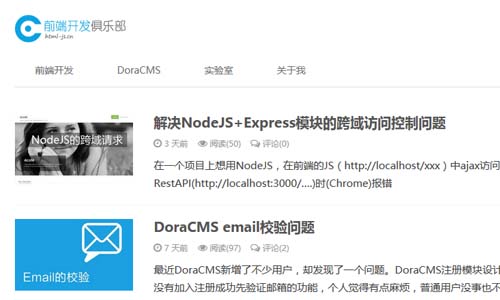 前端开发俱乐部
html-js.cn
前端开发 DoraCMS 实验室 关于我
NodeJS的跨域请求
解决NodeJS+Express模块的跨域访问控制问题
3 天前 阅读(50) 评论(0)
在一个项目上想用NodeJS，在前端的JS（http://localhost/xxx）中ajax访问
RestAPI(http://localhost:3000/....)时(Chrome)报错
Email的校验
DoraCMS email校验问题
7 天前 阅读(97) 评论(2)
最近DoraCMS新增了不少用户，却发现了一个问题。DoraCMS注册模块设计
没有加入注册成功先验证邮箱的功能，个人觉得有点麻烦，普通用户没事也不